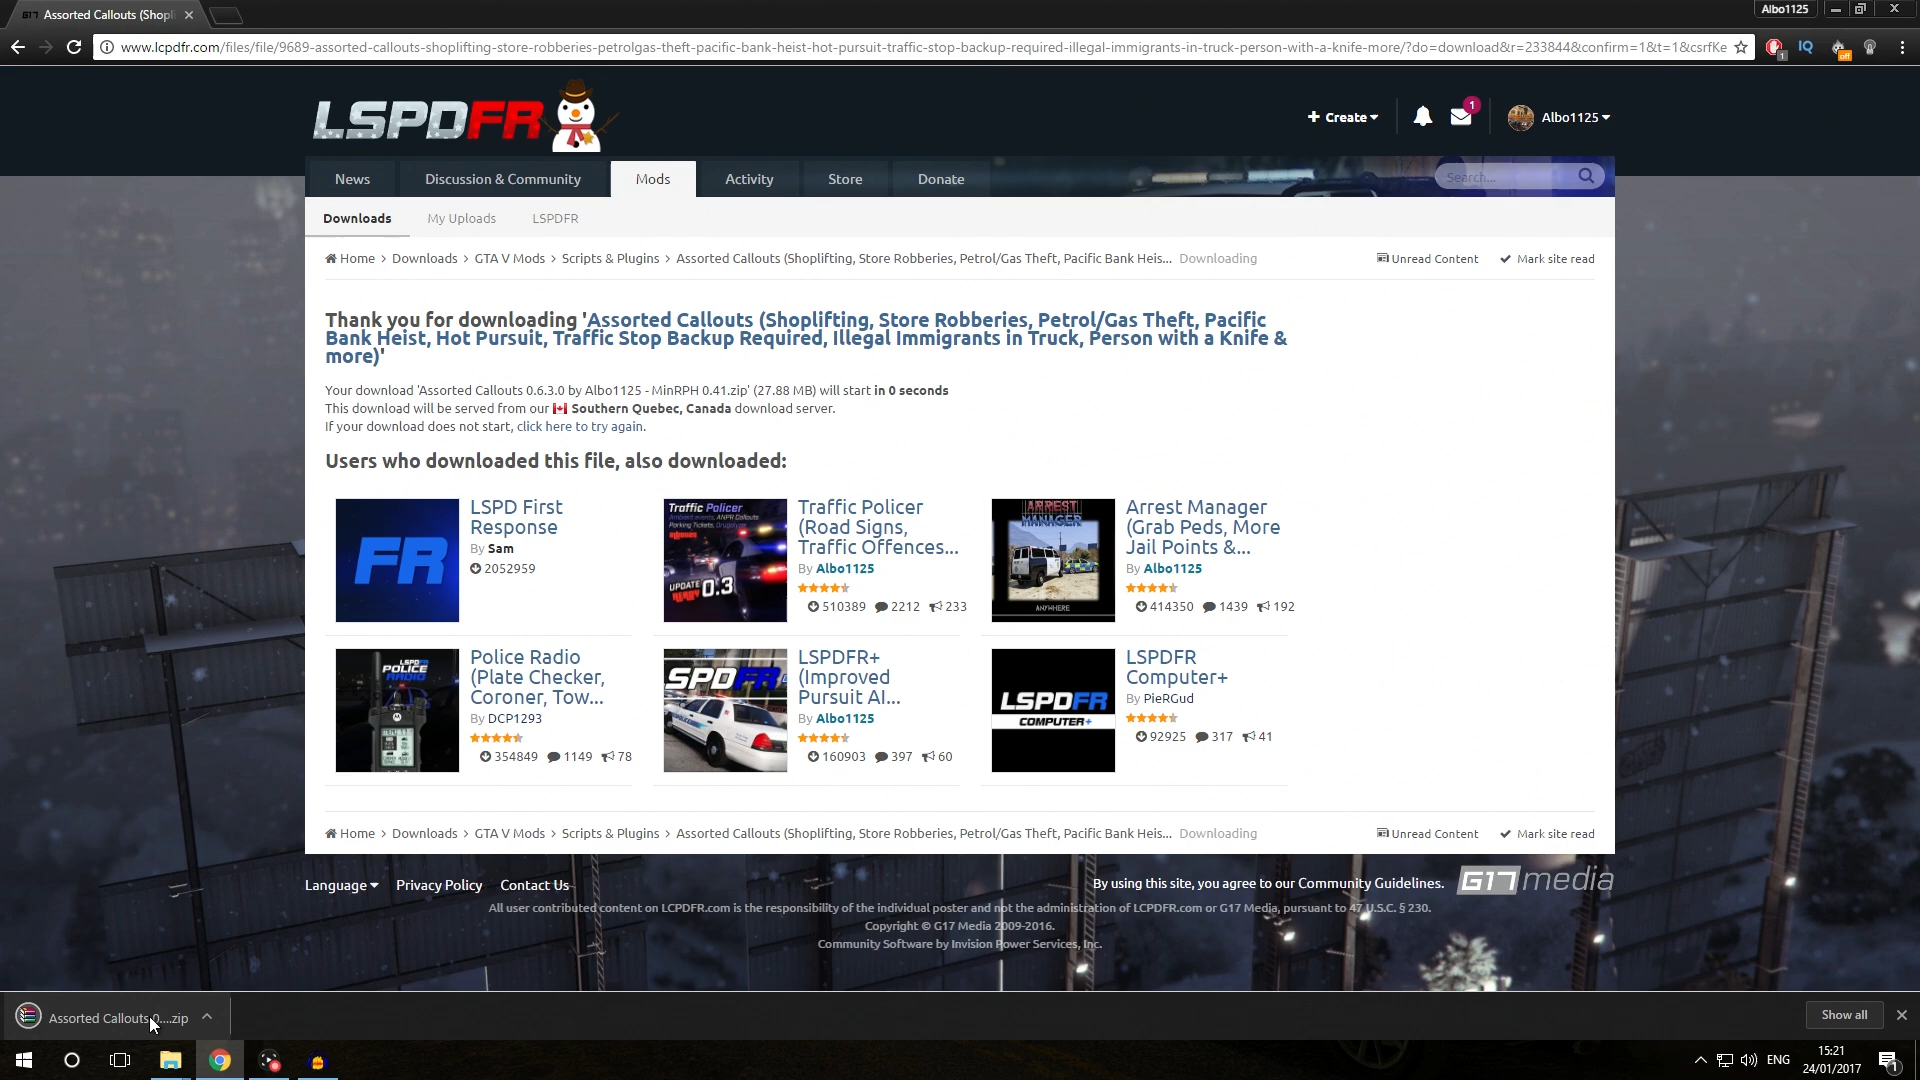 Assorted Callouts (Shopl
Albo1125
www.lcpdfr.com/files/file/9689-assorted-callouts-shoplifting-store-robberies-petrolgas-theft-pacific-bank-heist-hot-pursuit-traffic-stop-backup-required-illegal-immigrants-in-truck-person-with-a-knife-more/?do=download&r=233844&confirm=1&t=1&csrfKe
1
IQ
off
LSPDFR
Create
1
Albo1125
News
Discussion & Community
Mods
Activity
Store
Donate
Search...
Downloads
My Uploads
LSPDFR
Home > Downloads > GTA V Mods > Scripts & Plugins > Assorted Callouts (Shoplifting, Store Robberies, Petrol/Gas Theft, Pacific Bank Heis... Downloading
Unread Content
Mark site read
Thank you for downloading 'Assorted Callouts (Shoplifting, Store Robberies, Petrol/Gas Theft, Pacific
Bank Heist, Hot Pursuit, Traffic Stop Backup Required, Illegal Immigrants in Truck, Person with a Knife &
more)'
Your download 'Assorted Callouts 0.6.3.0 by Albo1125 - MinRPH 0.41.zip' (27.88 MB) will start in 0 seconds
This download will be served from our Southern Quebec, Canada download server.
If your download does not start, click here to try again.
Users who downloaded this file, also downloaded:
FR
LSPD First
Response
By Sam
2052959
Traffic Policer
UPDATE 0.3
Traffic Policer
(Road Signs,
Traffic Offences...
By Albo1125
510389 2212 233
ARREST
MANAGER
ANYWHERE
Arrest Manager
(Grab Peds, More
Jail Points &...
By Albo1125
414350 1439 192
LSPDFR
POLICE
RADIO
Police Radio
(Plate Checker,
Coroner, Tow...
By DCP1293
354849 1149 78
SPDFR
LSPDFR+
(Improved
Pursuit AI...
By Albo1125
160903 397 60
LSPDFR
COMPUTER+
LSPDFR
Computer+
By PieRGud
92925 317 41
Home > Downloads > GTA V Mods > Scripts & Plugins > Assorted Callouts (Shoplifting, Store Robberies, Petrol/Gas Theft, Pacific Bank Heis... Downloading
Unread Content
Mark site read
Language
Privacy Policy
Contact Us
By using this site, you agree to our Community Guidelines.
G17media
All user contributed content on LCPDFR.com is the responsibility of the individual poster and not the administration of LCPDFR.com or G17 Media, pursuant to 47 U.S.C. § 230.
Copyright © G17 Media 2009-2016.
Community Software by Invision Power Services, Inc.
Assorted Callouts 0....zip
Show all
ENG
15:21
24/01/2017
1